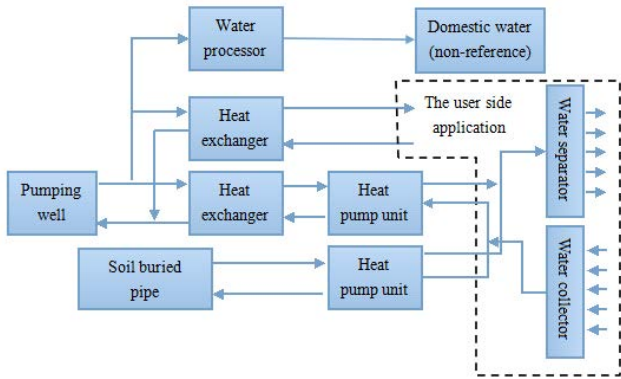 Water
processor
Domestic water
(non-reference)
Heat
exchanger
The user side
application
Water separator
Pumping
well
Heat
exchanger
Heat
pump unit
Soil buried
pipe
Heat
pump unit
Water collector